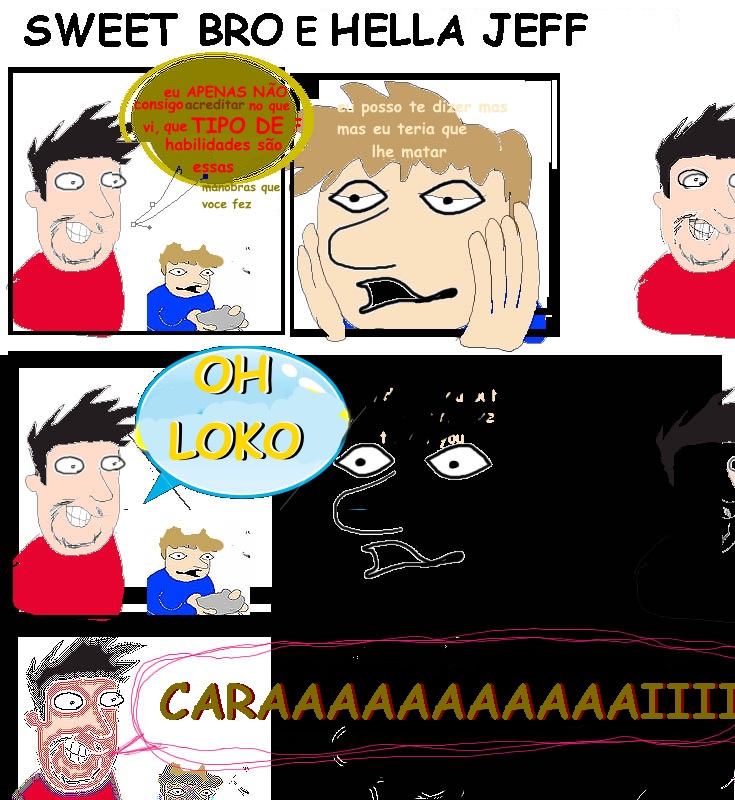 SWEET BRO E HELLA JEFF
eu APENAS NÃO
consigo acreditar no que
vi, que TIPO DE
habilidades são
essas
manobras que
voce fez
eu posso te dizer mas
mas eu teria que
lhe matar
OH
LOKO
CARAAAAAAAAAAAAIIII